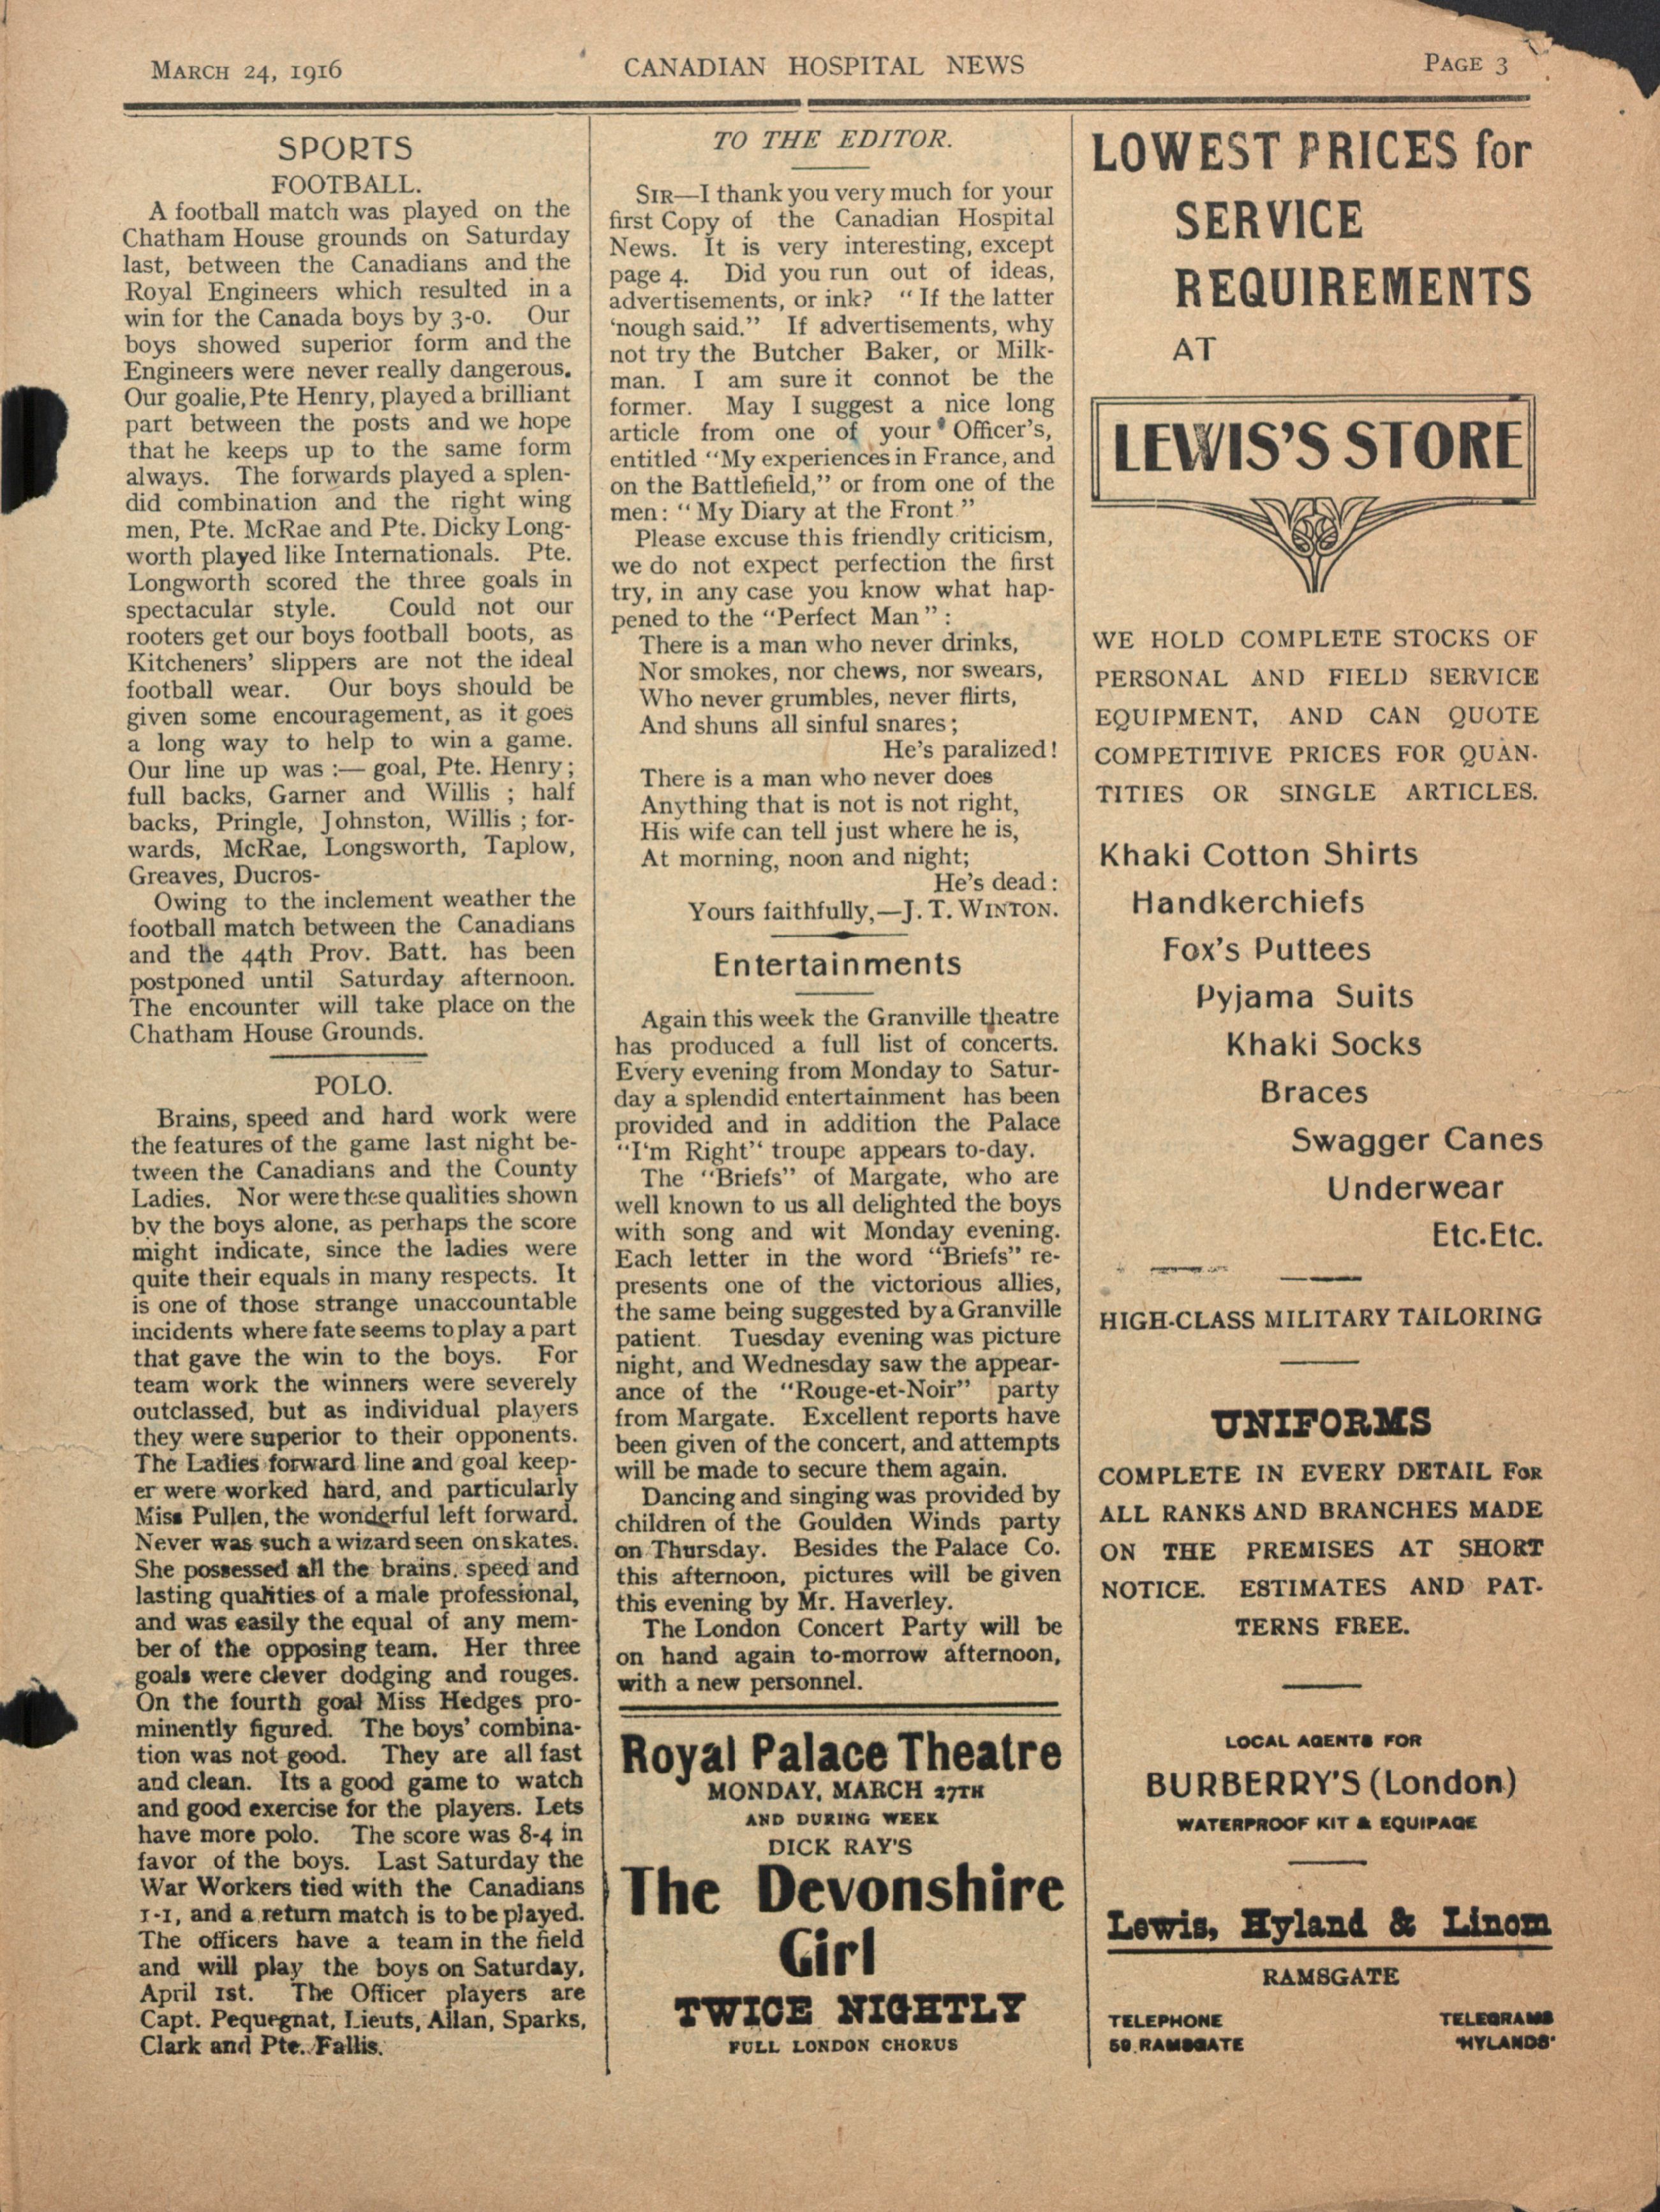 MARCH 24, 1916
CANADIAN HOSPITAL NEWS
PAGE 3
SPORTS
FOOTBALL.
A football match was played on the
Chatham House grounds on Saturday
last, between the Canadians and the
Royal Engineers which resulted in a
win for the Canada boys by 3-0. Our
boys showed superior form and the
Engineers were never really dangerous.
Our goalie, Pte Henry, played a brilliant
part between the posts and we hope
that he keeps up to the same form
always. The forwards played a splen-
did combination and the right wing
men, Pte. McRae and Pte. Dicky Long-
worth played like Internationals. Pte.
Longworth scored the three goals in
spectacular style. Could not our
rooters get our boys football boots, as
Kitcheners' slippers are not the ideal
football wear. Our boys should be
given some encouragement, as it goes
a long way to help to win a game.
Our line up was :— goal, Pte. Henry;
full backs, Garner and Willis ; half
backs, Pringle, Johnston, Willis ; for-
wards, McRae, Longsworth, Taplow,
Greaves, Ducros-
Owing to the inclement weather the
football match between the Canadians
and the 44th Prov. Batt. has been
postponed until Saturday afternoon.
The encounter will take place on the
Chatham House Grounds.
POLO.
Brains, speed and hard work were
the features of the game last night be-
tween the Canadians and the County
Ladies. Nor were these qualities shown
by the boys alone, as perhaps the score
might indicate, since the ladies were
quite their equals in many respects. It
is one of those strange unaccountable
incidents where fate seems to play a part
that gave the win to the boys. For
team work the winners were severely
outclassed, but as individual players
they were superior to their opponents.
The Ladies forward line and goal keep-
er were worked hard, and particularly
Miss Pullen, the wonderful left forward.
Never was such a wizard seen on skates.
She possessed all the brains, speed and
lasting qualities of a male professional,
and was easily the equal of any mem-
ber of the opposing team. Her three
goals were clever dodging and rouges.
On the fourth goal Miss Hedges pro-
minently figured. The boys' combina-
tion was not good. They are all fast
and clean. Its a good game to watch
and good exercise for the players. Lets
have more polo. The score was 8-4 in
favor of the boys. Last Saturday the
War Workers tied with the Canadians
1-1, and a return match is to be played.
The officers have a team in the field
and will play the boys on Saturday,
April 1st. The Officer players are
Capt. Pequegnat, Lieuts, Allan, Sparks,
Clark and Pte. Fallis.
TO THE EDITOR.
SIR—I thank you very much for your
first Copy of the Canadian Hospital
News. It is very interesting, except
page 4. Did you run out of ideas,
advertisements, or ink? "If the latter
'nough said." If advertisements, why
not try the Butcher Baker, or Milk-
man. I am sure it connot be the
former. May I suggest a nice long
article from one of your Officer's,
entitled "My experiences in France, and
on the Battlefield," or from one of the
men: "My Diary at the Front"
Please excuse this friendly criticism,
we do not expect perfection the first
try, in any case you know what hap-
pened to the "Perfect Man":
There is a man who never drinks,
Nor smokes, nor chews, nor swears,
Who never grumbles, never flirts,
And shuns all sinful snares;
He's paralized!
There is a man who never does
Anything that is not is not right,
His wife can tell just where he is,
At morning, noon and night;
He's dead:
Yours faithfully,—J. T. WINTON.
Entertainments
Again this week the Granville theatre
has produced a full list of concerts.
Every evening from Monday to Satur-
day a splendid entertainment has been
provided and in addition the Palace
"I'm Right" troupe appears to-day.
The "Briefs" of Margate, who are
well known to us all delighted the boys
with song and wit Monday evening.
Each letter in the word "Briefs" re-
presents one of the victorious allies,
the same being suggested by a Granville
patient. Tuesday evening was picture
night, and Wednesday saw the appear-
ance of the "Rouge-et-Noir" party
from Margate. Excellent reports have
been given of the concert, and attempts
will be made to secure them again.
Dancing and singing was provided by
children of the Goulden Winds party
on Thursday. Besides the Palace Co.
this afternoon, pictures will be given
this evening by Mr. Haverley.
The London Concert Party will be
on hand again to-morrow afternoon,
with a new personnel.
Royal Palace Theatre
MONDAY, MARCH 27TH
AND DURING WEEK
DICK RAY'S
The Devonshire
Girl
TWICE NIGHTLY
FULL LONDON CHORUS
LOWEST PRICES for
SERVICE
REQUIREMENTS
AT
LEWIS'S STORE
WE HOLD COMPLETE STOCKS OF
PERSONAL AND FIELD SERVICE
EQUIPMENT, AND CAN QUOTE
COMPETITIVE PRICES FOR QUAN-
TITIES OR SINGLE ARTICLES.
Khaki Cotton Shirts
Handkerchiefs
Fox's Puttees
Pyjama Suits
Khaki Socks
Braces
Swagger Canes
Underwear
Etc.Etc.
HIGH-CLASS MILITARY TAILORING
UNIFORMS
COMPLETE IN EVERY DETAIL FOR
ALL RANKS AND BRANCHES MADE
ON THE PREMISES AT SHORT
NOTICE. ESTIMATES AND PAT-
TERNS FREE.
LOCAL AGENTS FOR
BURBERRY'S (London)
WATERPROOF KIT & EQUIPAGE
Lewis, Hyland & Linom
RAMSGATE
TELEPHONE
59 RAMSGATE
TELEGRAMS
'HYLANDS'